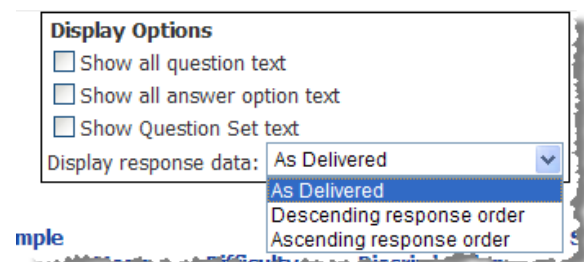 Display Options
Show all question text
Show all answer option text
Show Question Set text
Display response data: As Delivered
As Delivered
Descending response order
mple
Ascending response order